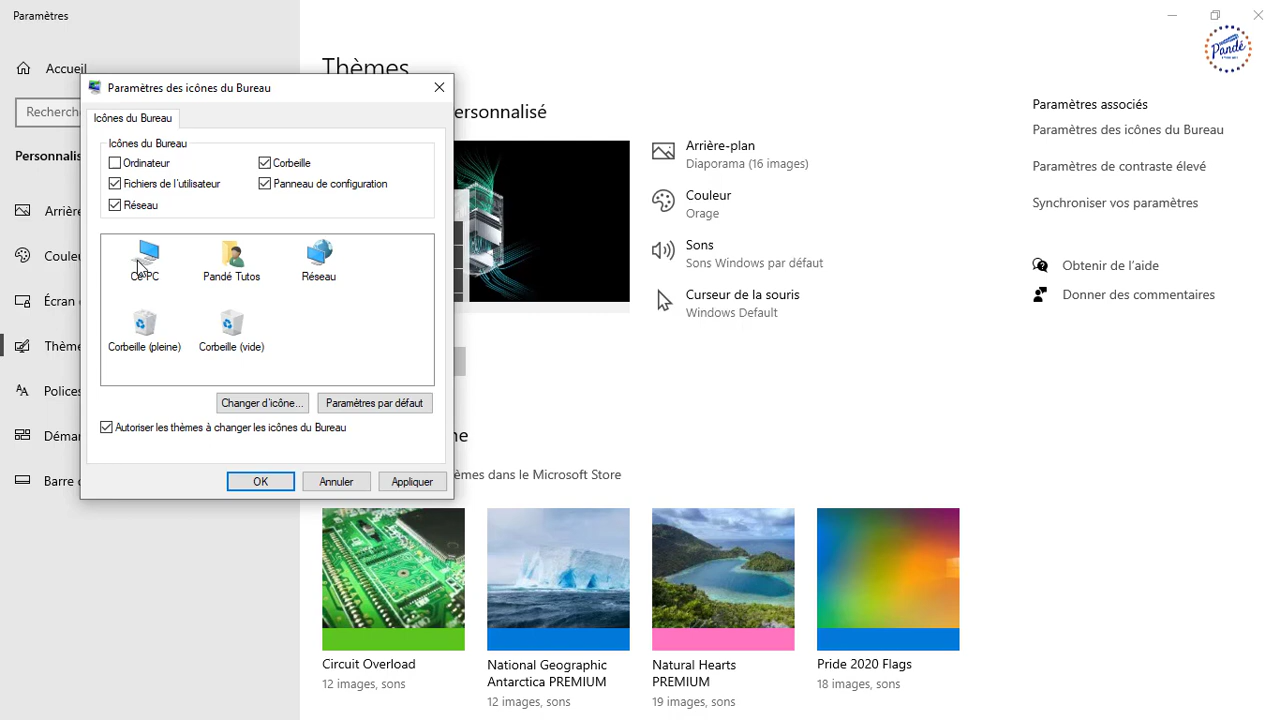 Paramètres
Accueil
Recherch
Personnalis
Arrière
Couleu
Écran
Thème
Polices
Démar
Barre
Paramètres des icônes du Bureau
Icônes du Bureau
Icônes du Bureau
Ordinateur
Corbeille
Fichiers de l'utilisateur
Panneau de configuration
Réseau
Ce PC
Pandé Tutos
Réseau
Corbeille (pleine)
Corbeille (vide)
Changer d'icône...
Paramètres par défaut
Autoriser les thèmes à changer les icônes du Bureau
OK
Annuler
Appliquer
Thèmes
ersonnalisé
Arrière-plan
Diaporama (16 images)
Couleur
Orage
Sons
Sons Windows par défaut
Curseur de la souris
Windows Default
me
èmes dans le Microsoft Store
Circuit Overload
12 images, sons
National Geographic
Antarctica PREMIUM
12 images, sons
Natural Hearts
PREMIUM
19 images, sons
Pride 2020 Flags
18 images, sons
Pandé
Paramètres associés
Paramètres des icônes du Bureau
Paramètres de contraste élevé
Synchroniser vos paramètres
Obtenir de l'aide
Donner des commentaires